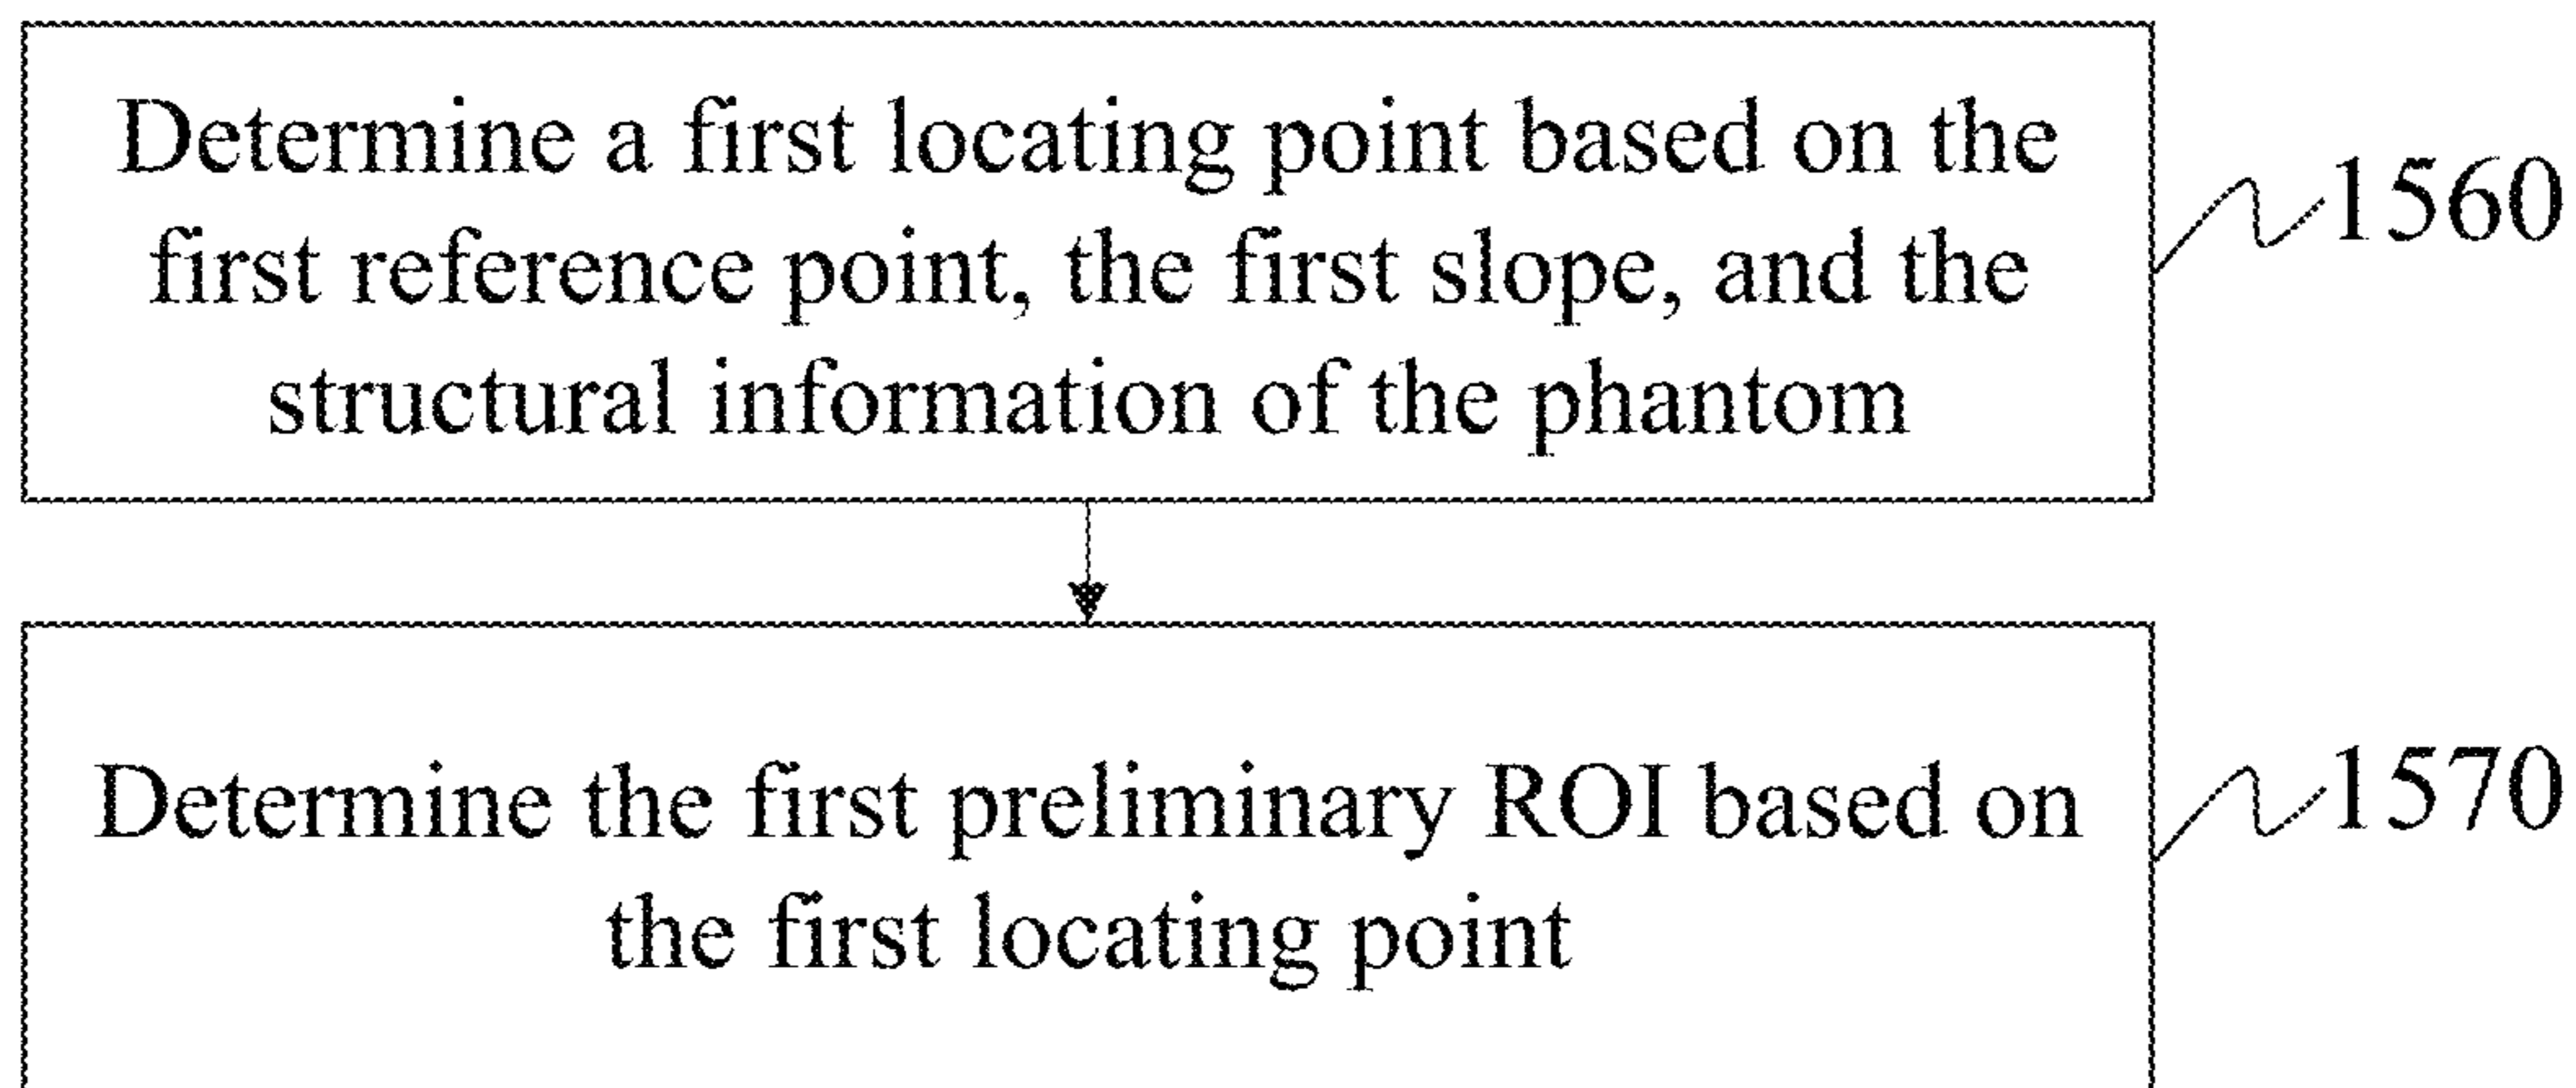 Determine a first locating point based on the
first reference point, the first slope, and the
structural information of the phantom
1560
Determine the first preliminary ROI based on
the first locating point
1570